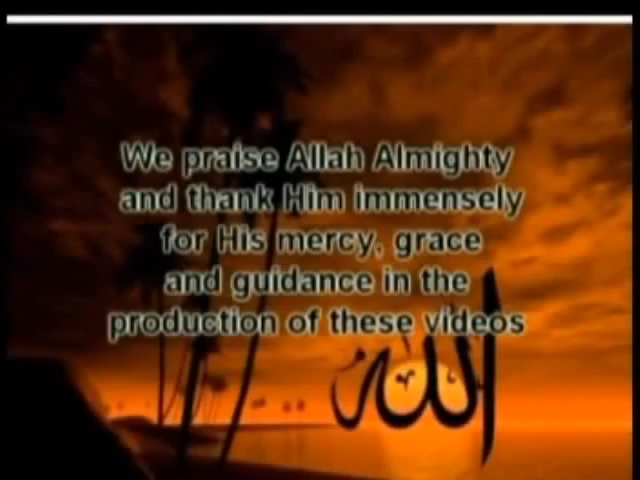 We praise Allah Almighty
and thank Him immensely
for His mercy, grace
and guidance in the
production of these videos
الله